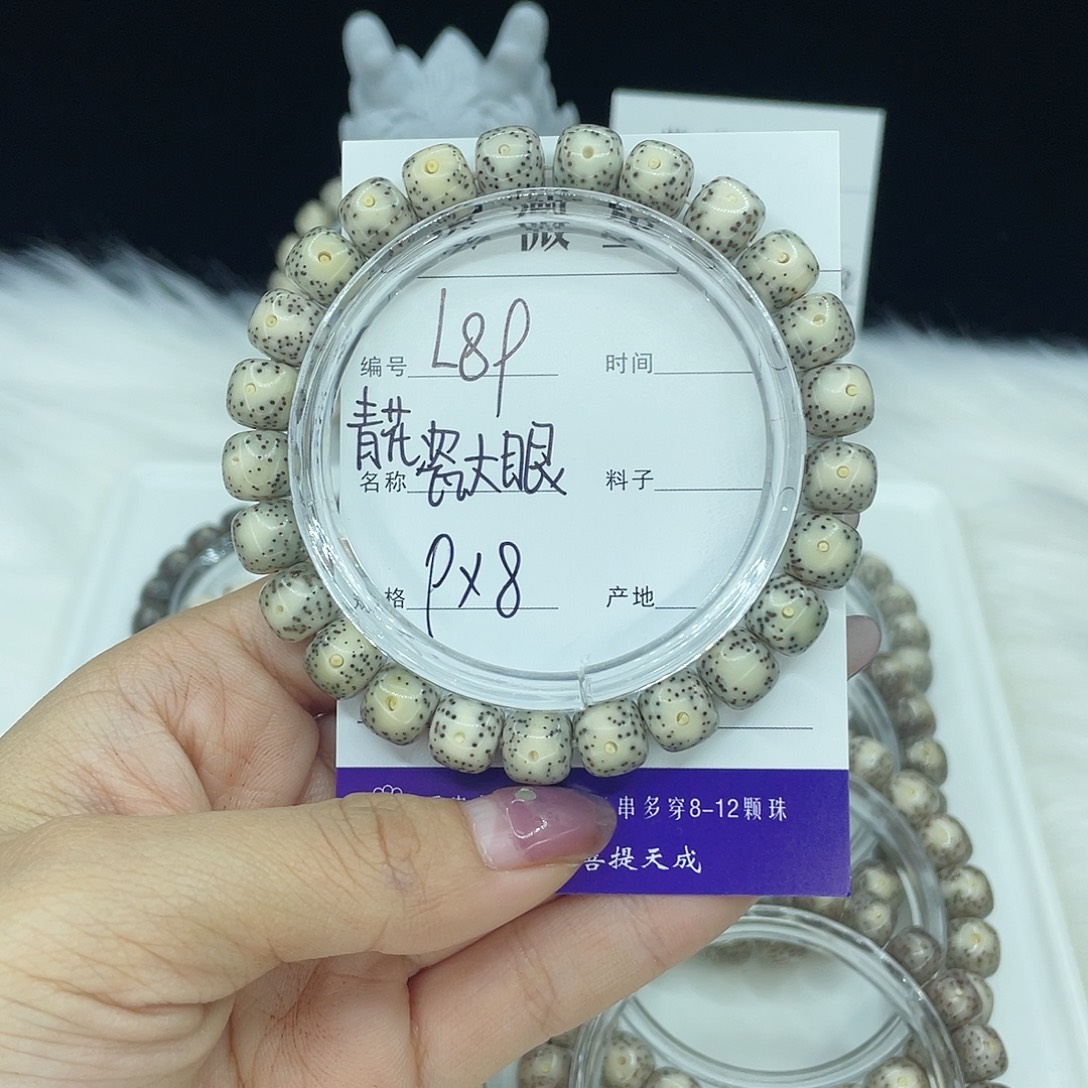 编号 L8P 时间
青花瓷大眼
名称 料子
格 PX8 产地
串多穿8-12颗珠
菩提天成